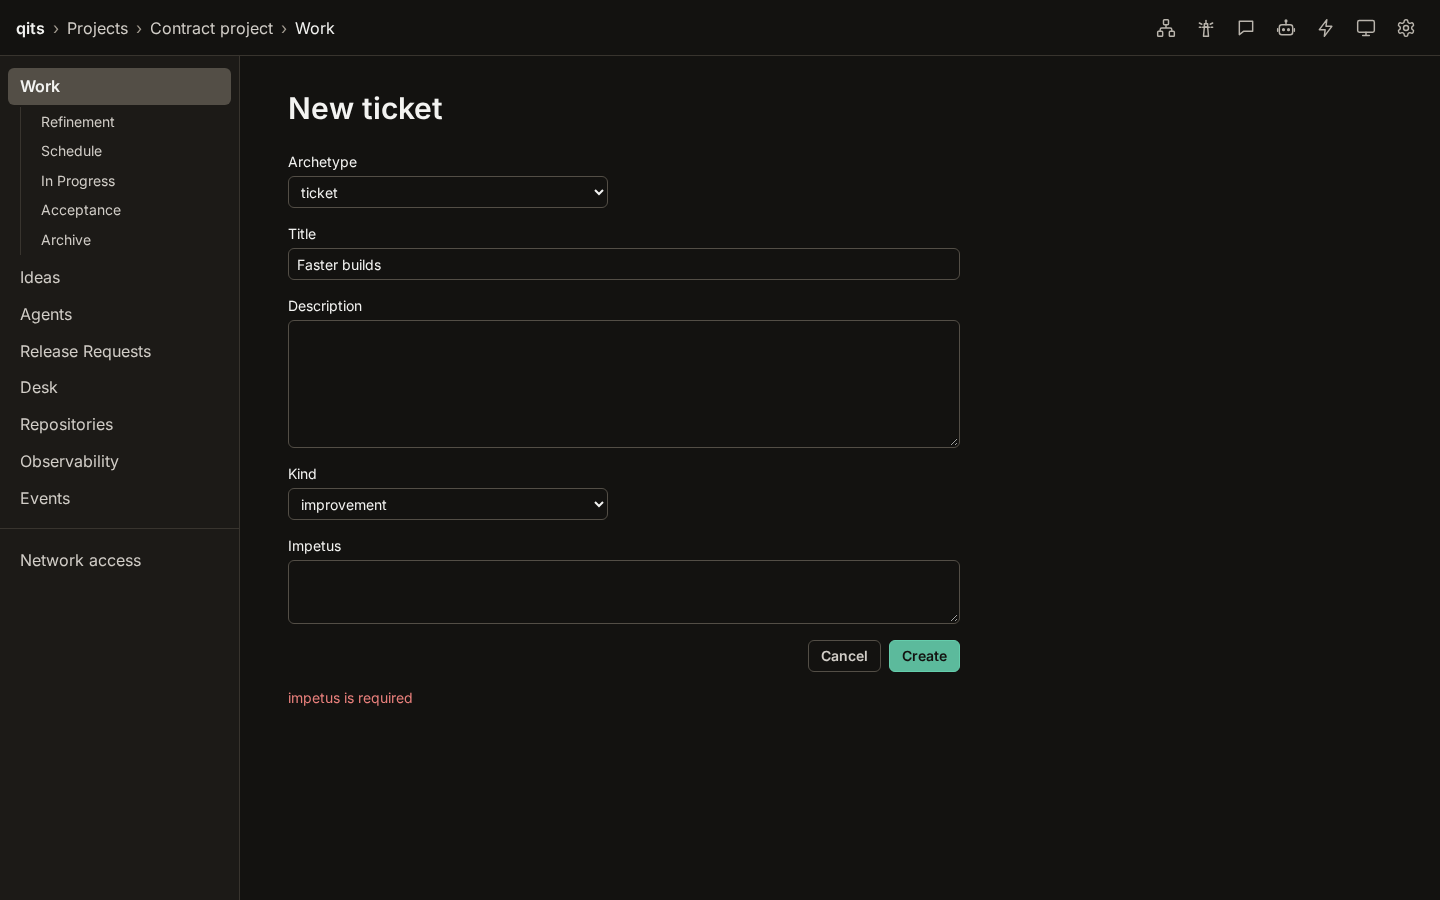 qits › Projects › Contract project › Work
Work
Refinement
Schedule
In Progress
Acceptance
Archive
Ideas
Agents
Release Requests
Desk
Repositories
Observability
Events
Network access
New ticket
Archetype
ticket
Title
Faster builds
Description
Kind
improvement
Impetus
Cancel
Create
impetus is required